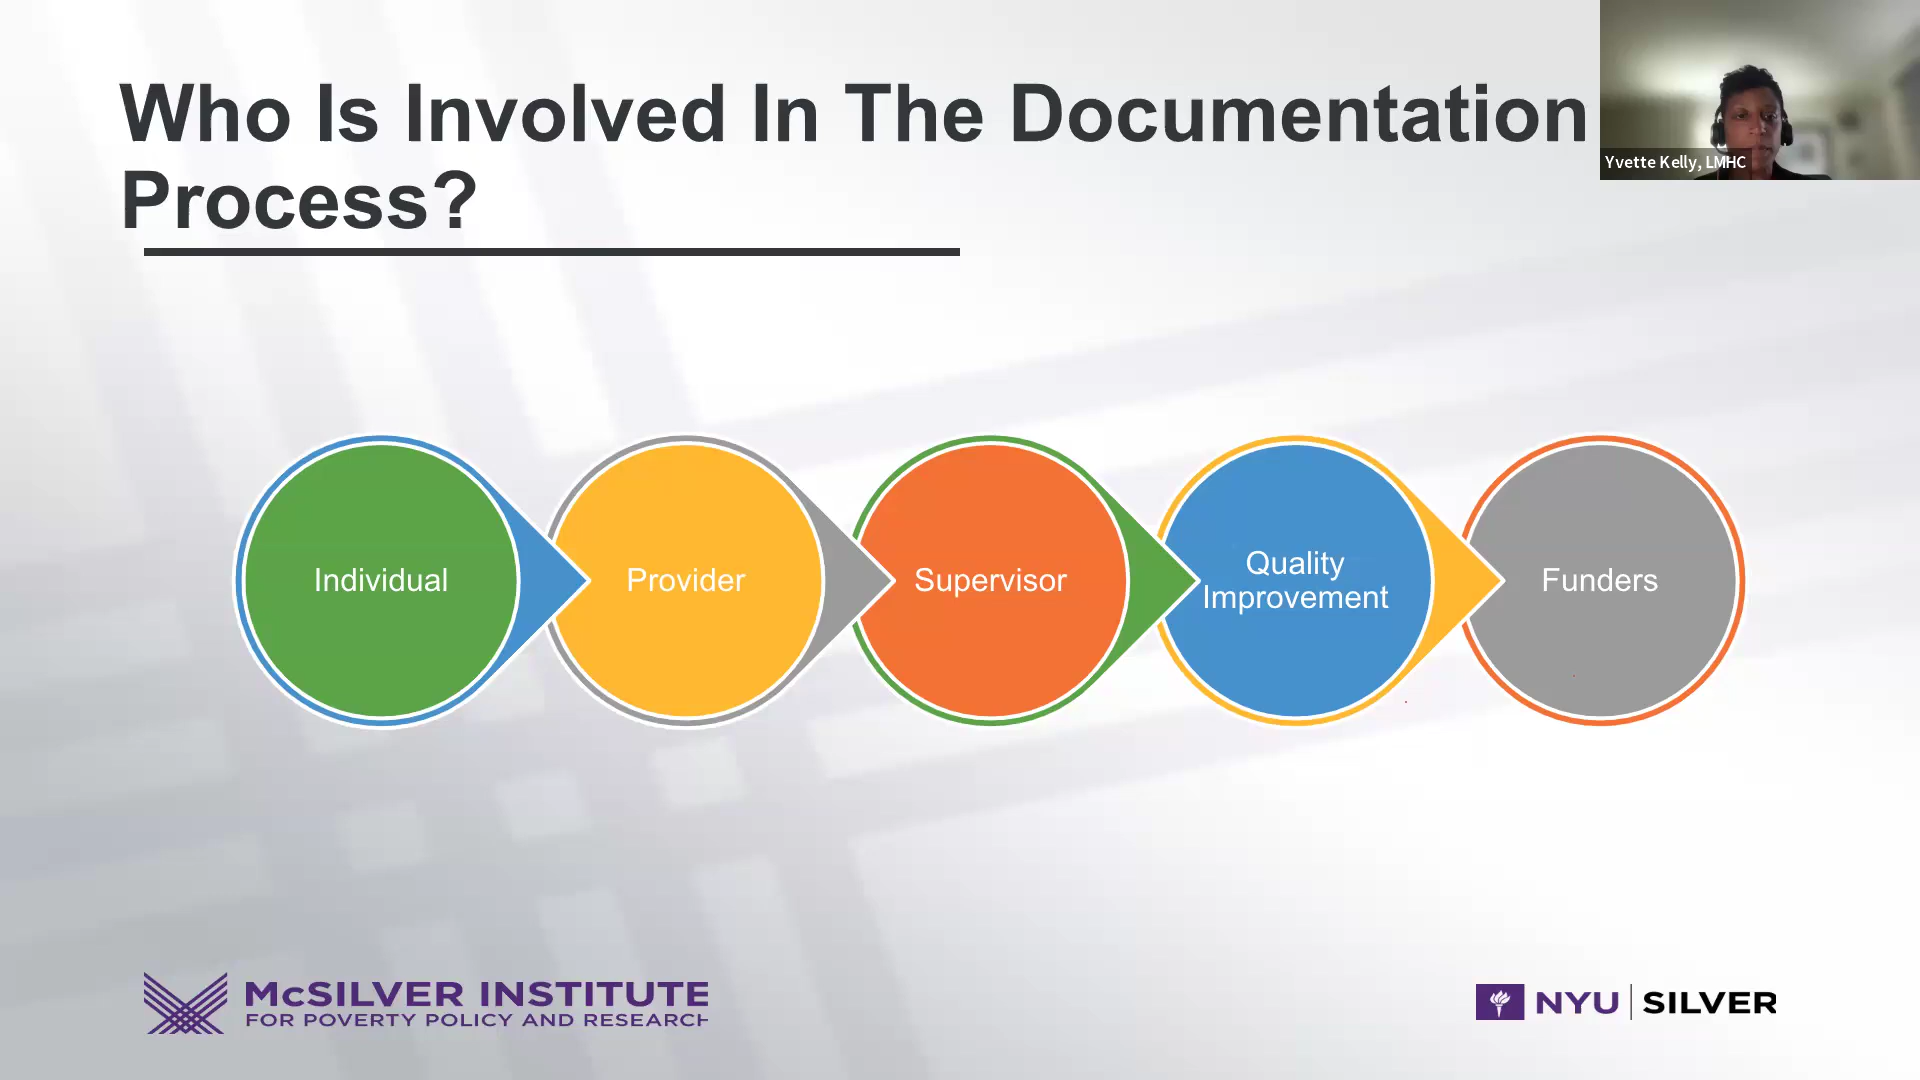 Who Is Involved In The Documentation
Process?
Yvette Kelly, LMHC
Individual
Provider
Supervisor
Quality
Improvement
Funders
McSILVER INSTITUTE
FOR POVERTY POLICY AND RESEARCH
NYU SILVER